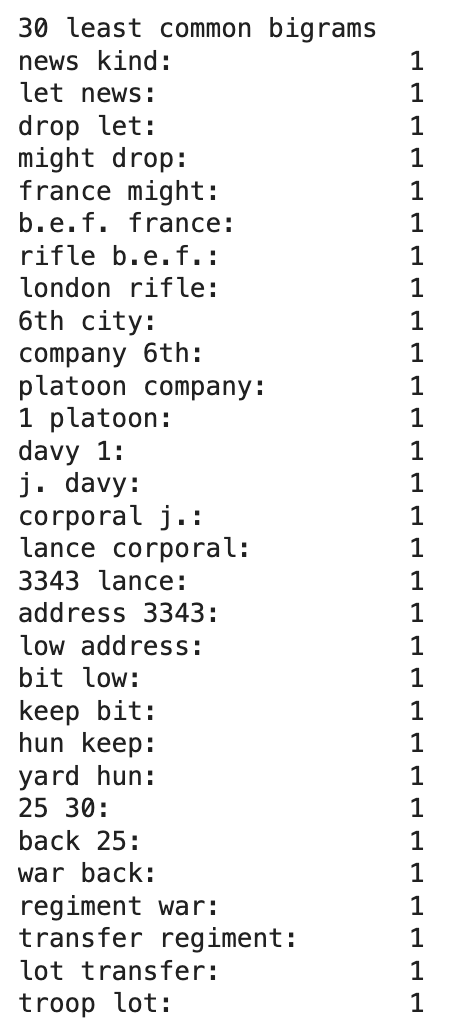 30 least common bigrams
news kind: 1
let news: 1
drop let: 1
might drop: 1
france might: 1
b.e.f. france: 1
rifle b.e.f.: 1
london rifle: 1
6th city: 1
company 6th: 1
platoon company: 1
1 platoon: 1
davy 1: 1
j. davy: 1
corporal j.: 1
lance corporal: 1
3343 lance: 1
address 3343: 1
low address: 1
bit low: 1
keep bit: 1
hun keep: 1
yard hun: 1
25 30: 1
back 25: 1
war back: 1
regiment war: 1
transfer regiment: 1
lot transfer: 1
troop lot: 1